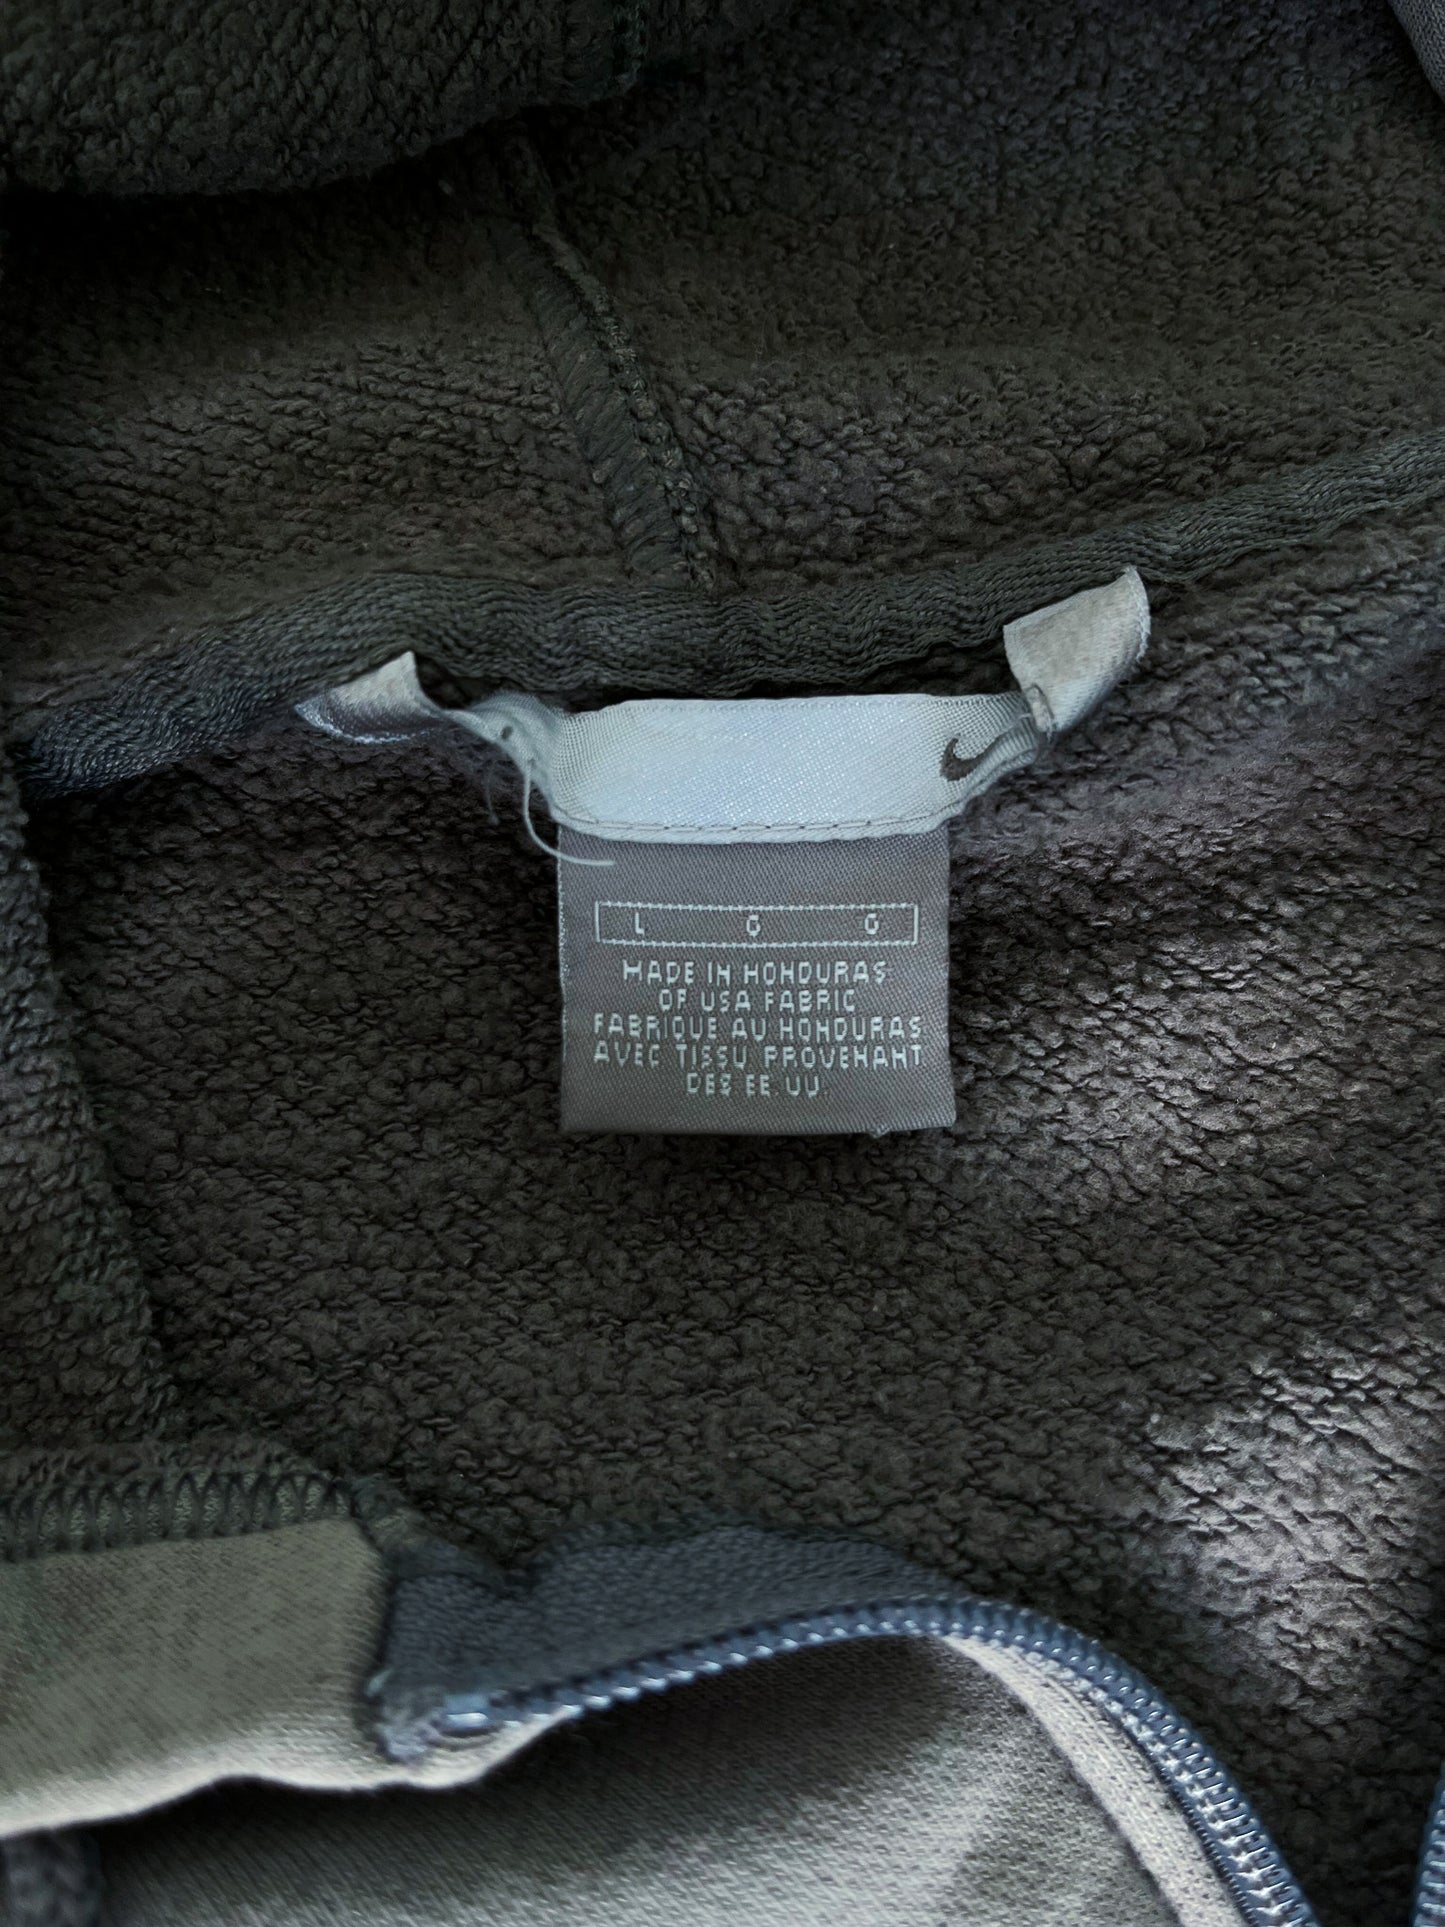 L G G
MADE IN HONDURAS
OF USA FABRIC
FABRIQUE AU HONDURAS
AVEC TISSU PROVENANT
DES EE.UU.